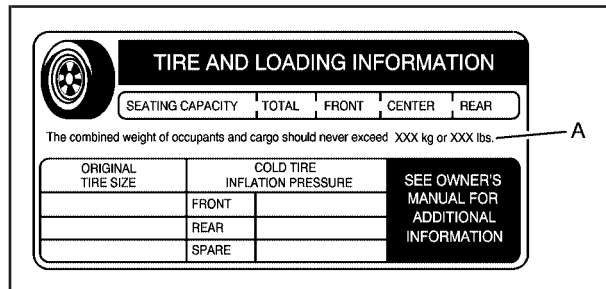 TIRE AND LOADING INFORMATION
SEATING CAPACITY TOTAL FRONT CENTER REAR
The combined weight of occupants and cargo should never exceed XXX kg or XXX lbs.
A
ORIGINAL
TIRE SIZE
COLD TIRE
INFLATION PRESSURE
FRONT
REAR
SPARE
SEE OWNER'S
MANUAL FOR
ADDITIONAL
INFORMATION